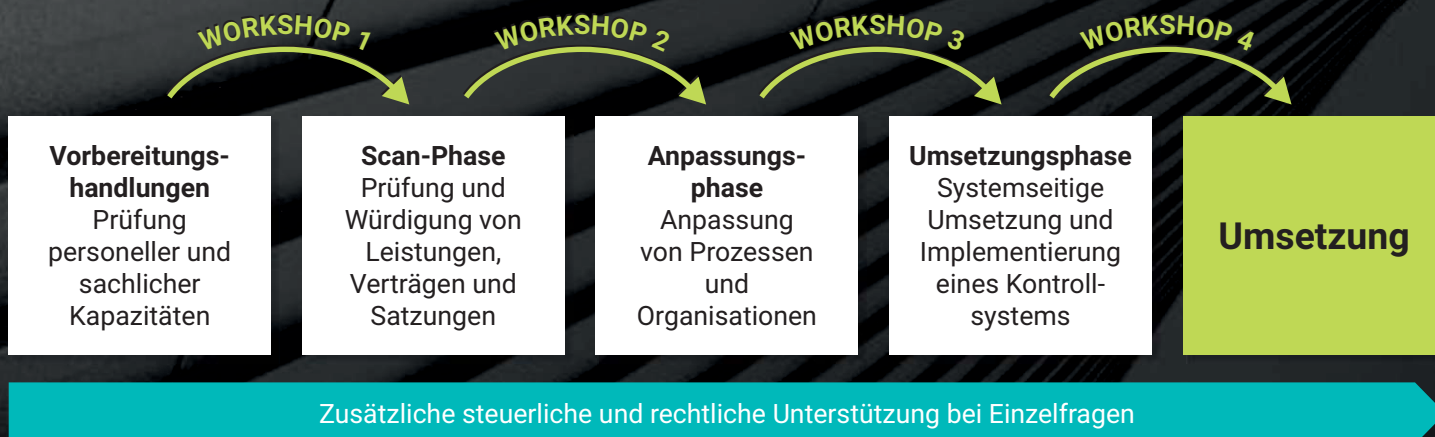 WORKSHOP 1
WORKSHOP 2
WORKSHOP 3
WORKSHOP 4
Vorbereitungs-
handlungen
Prüfung
personeller und
sachlicher
Kapazitäten
Scan-Phase
Prüfung und
Würdigung von
Leistungen,
Verträgen und
Satzungen
Anpassungs-
phase
Anpassung
von Prozessen
und
Organisationen
Umsetzungsphase
Systemseitige
Umsetzung und
Implementierung
eines Kontroll-
systems
Umsetzung
Zusätzliche steuerliche und rechtliche Unterstützung bei Einzelfragen